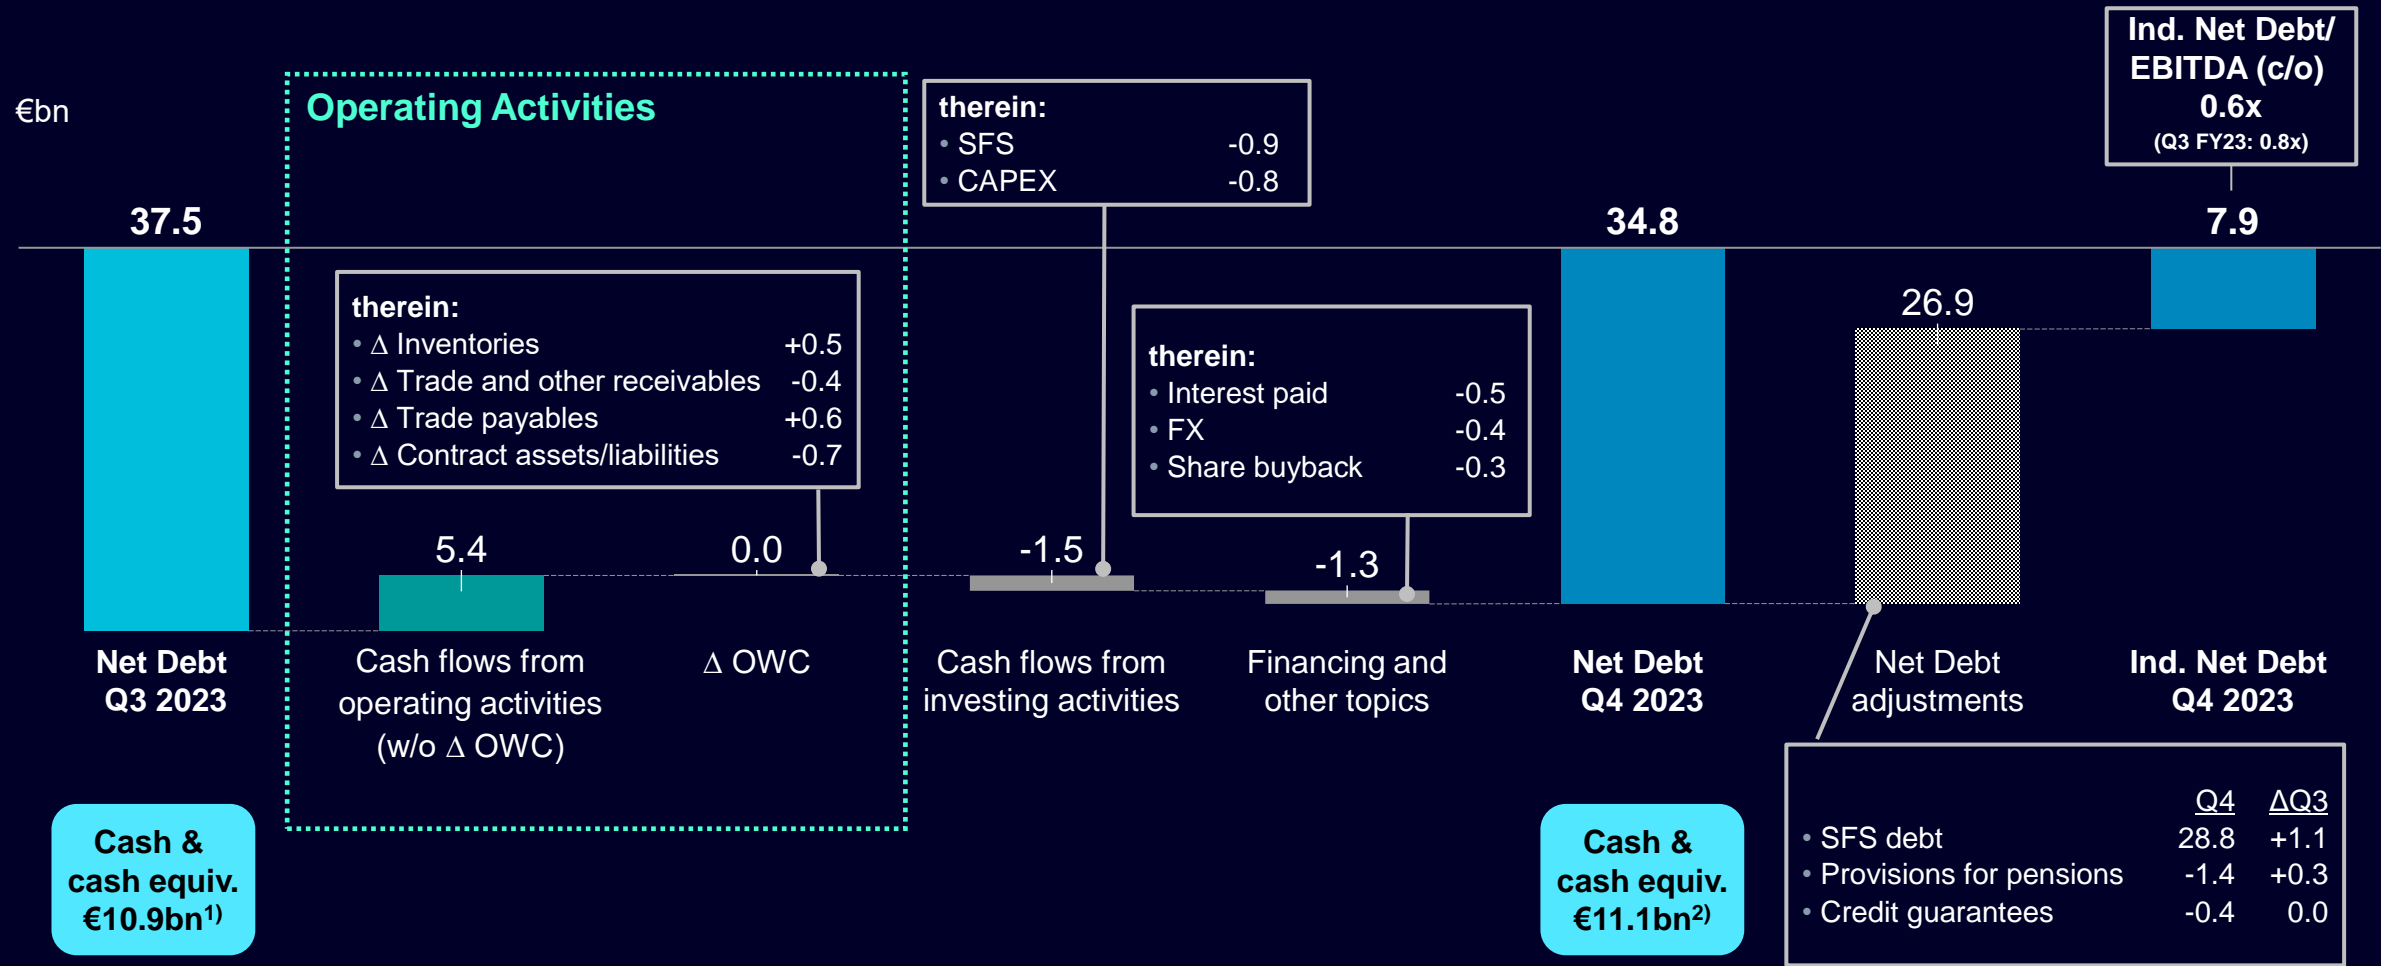 €bn
Operating Activities
therein:
• SFS -0.9
• CAPEX -0.8
Ind. Net Debt/
EBITDA (c/o)
0.6x
(Q3 FY23: 0.8x)
37.5
34.8
7.9
therein:
• Δ Inventories +0.5
• Δ Trade and other receivables -0.4
• Δ Trade payables +0.6
• Δ Contract assets/liabilities -0.7
therein:
• Interest paid -0.5
• FX -0.4
• Share buyback -0.3
26.9
5.4
0.0
-1.5
-1.3
Net Debt
Q3 2023
Cash flows from
operating activities
(w/o Δ OWC)
Δ OWC
Cash flows from
investing activities
Financing and
other topics
Net Debt
Q4 2023
Net Debt
adjustments
Ind. Net Debt
Q4 2023
Cash &
cash equiv.
€10.9bn1)
Cash &
cash equiv.
€11.1bn2)
Q4 ΔQ3
• SFS debt 28.8 +1.1
• Provisions for pensions -1.4 +0.3
• Credit guarantees -0.4 0.0